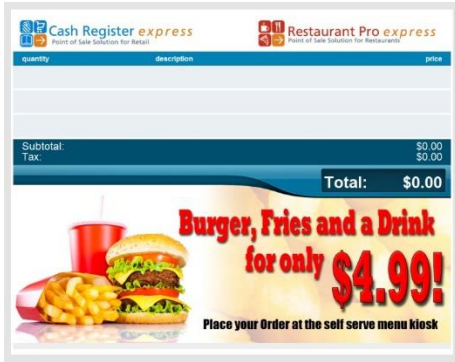 Cash Register express
Point of Sale Solution for Retail
Restaurant Pro express
Point of Sale Solution for Restaurants
quantity description price
Subtotal: $0.00
Tax: $0.00
Total: $0.00
Burger, Fries and a Drink
for only $4.99!
Place your Order at the self serve menu kiosk